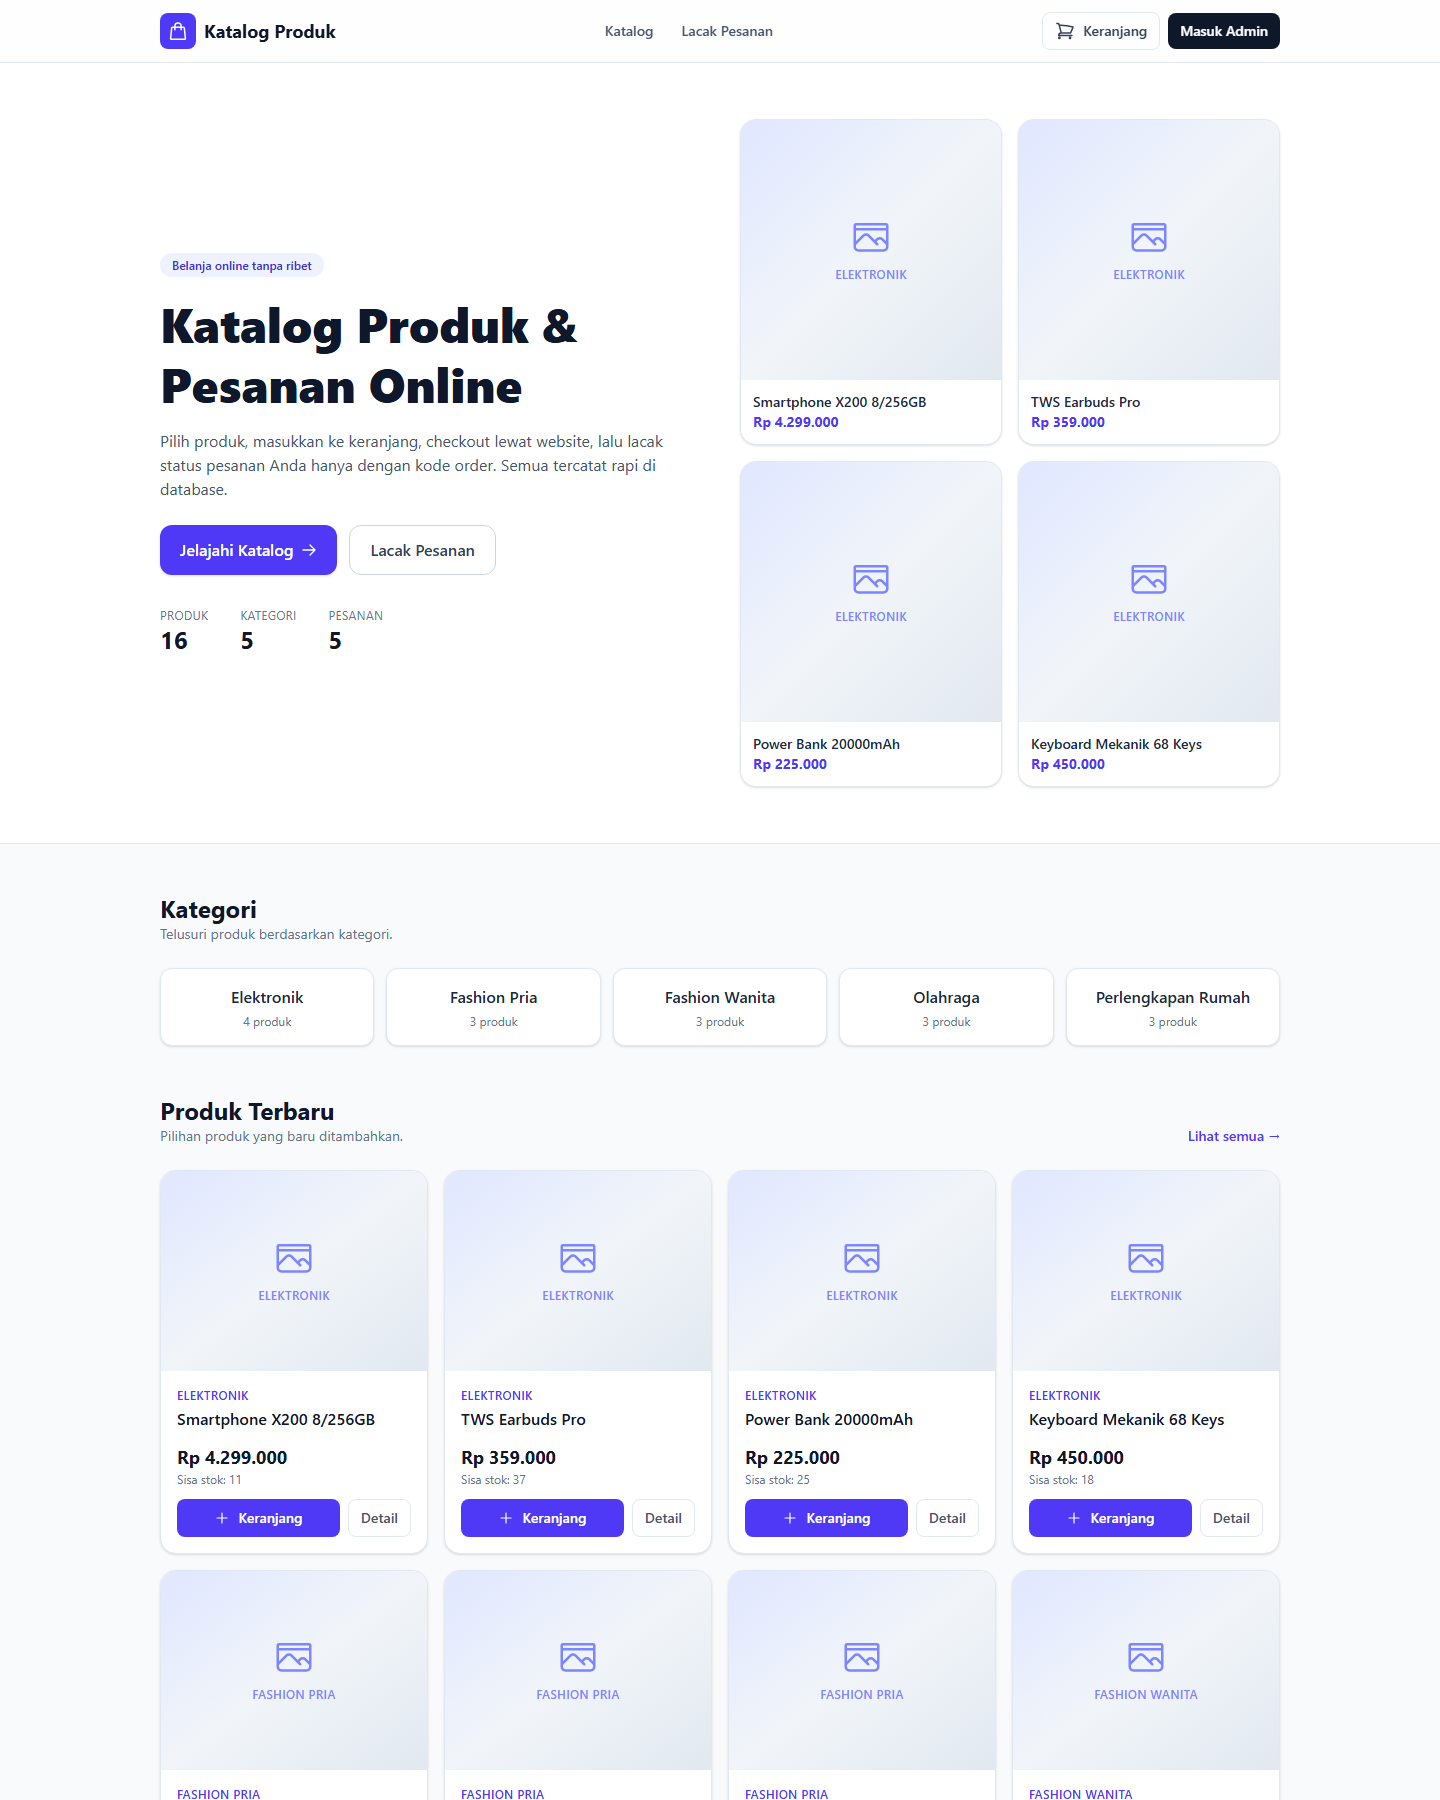 Katalog Produk
Katalog
Lacak Pesanan
Keranjang
Masuk Admin
Belanja online tanpa ribet
Katalog Produk &
Pesanan Online
Pilih produk, masukkan ke keranjang, checkout lewat website, lalu lacak
status pesanan Anda hanya dengan kode order. Semua tercatat rapi di
database.
Jelajahi Katalog →
Lacak Pesanan
PRODUK
16
KATEGORI
5
PESANAN
5
ELEKTRONIK
Smartphone X200 8/256GB
Rp 4.299.000
ELEKTRONIK
TWS Earbuds Pro
Rp 359.000
ELEKTRONIK
Power Bank 20000mAh
Rp 225.000
ELEKTRONIK
Keyboard Mekanik 68 Keys
Rp 450.000
Kategori
Telusuri produk berdasarkan kategori.
Elektronik
4 produk
Fashion Pria
3 produk
Fashion Wanita
3 produk
Olahraga
3 produk
Perlengkapan Rumah
3 produk
Produk Terbaru
Pilihan produk yang baru ditambahkan.
Lihat semua →
ELEKTRONIK
ELEKTRONIK
Smartphone X200 8/256GB
Rp 4.299.000
Sisa stok: 11
+ Keranjang
Detail
ELEKTRONIK
ELEKTRONIK
TWS Earbuds Pro
Rp 359.000
Sisa stok: 37
+ Keranjang
Detail
ELEKTRONIK
ELEKTRONIK
Power Bank 20000mAh
Rp 225.000
Sisa stok: 25
+ Keranjang
Detail
ELEKTRONIK
ELEKTRONIK
Keyboard Mekanik 68 Keys
Rp 450.000
Sisa stok: 18
+ Keranjang
Detail
FASHION PRIA
FASHION PRIA
FASHION PRIA
FASHION PRIA
FASHION PRIA
FASHION PRIA
FASHION WANITA
FASHION WANITA